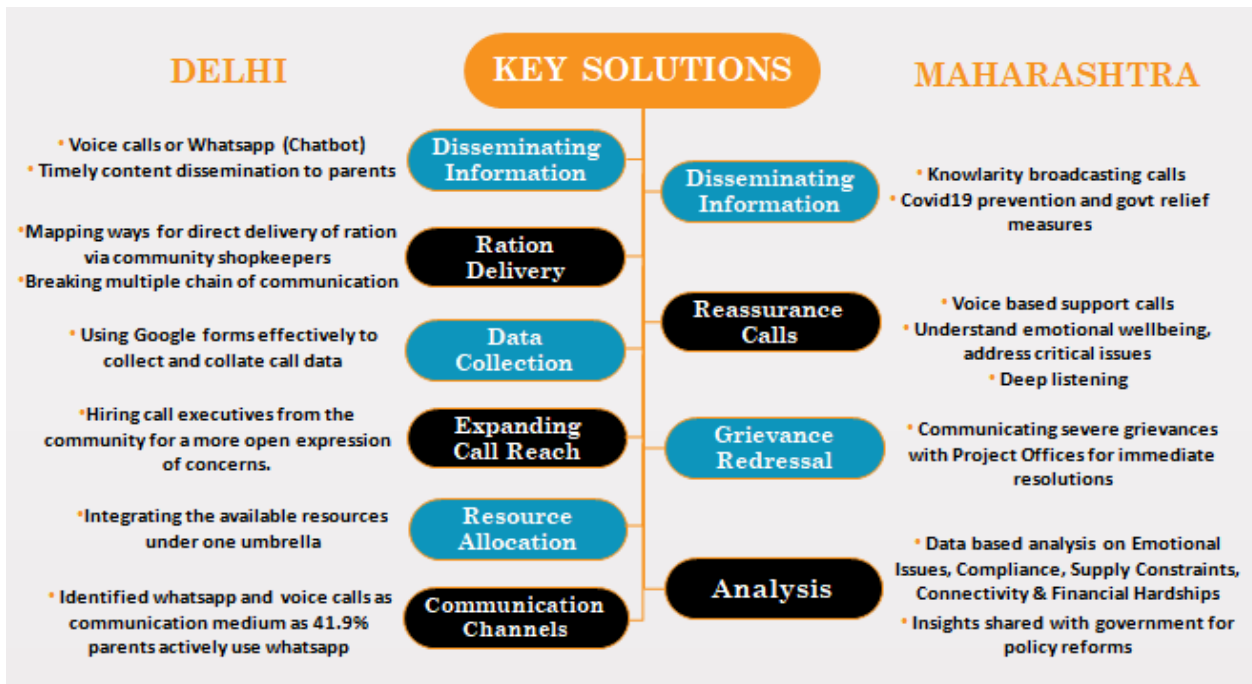 KEY SOLUTIONS
DELHI
• Voice calls or Whatsapp (Chatbot)
• Timely content dissemination to parents
Disseminating
Information
•Mapping ways for direct delivery of ration
via community shopkeepers
•Breaking multiple chain of communication
Ration
Delivery
• Using Google forms effectively to
collect and collate call data
Data
Collection
•Hiring call executives from the
community for a more open expression
of concerns.
Expanding
Call Reach
•Integrating the available resources
under one umbrella
Resource
Allocation
• Identified whatsapp and voice calls as
communication medium as 41.9%
parents actively use whatsapp
Communication
Channels
MAHARASHTRA
Disseminating
Information
• Knowlarity broadcasting calls
• Covid19 prevention and govt relief
measures
Reassurance
Calls
• Voice based support calls
• Understand emotional wellbeing,
address critical issues
• Deep listening
Grievance
Redressal
• Communicating severe grievances
with Project Offices for immediate
resolutions
Analysis
• Data based analysis on Emotional
Issues, Compliance, Supply Constraints,
Connectivity & Financial Hardships
• Insights shared with government for
policy reforms